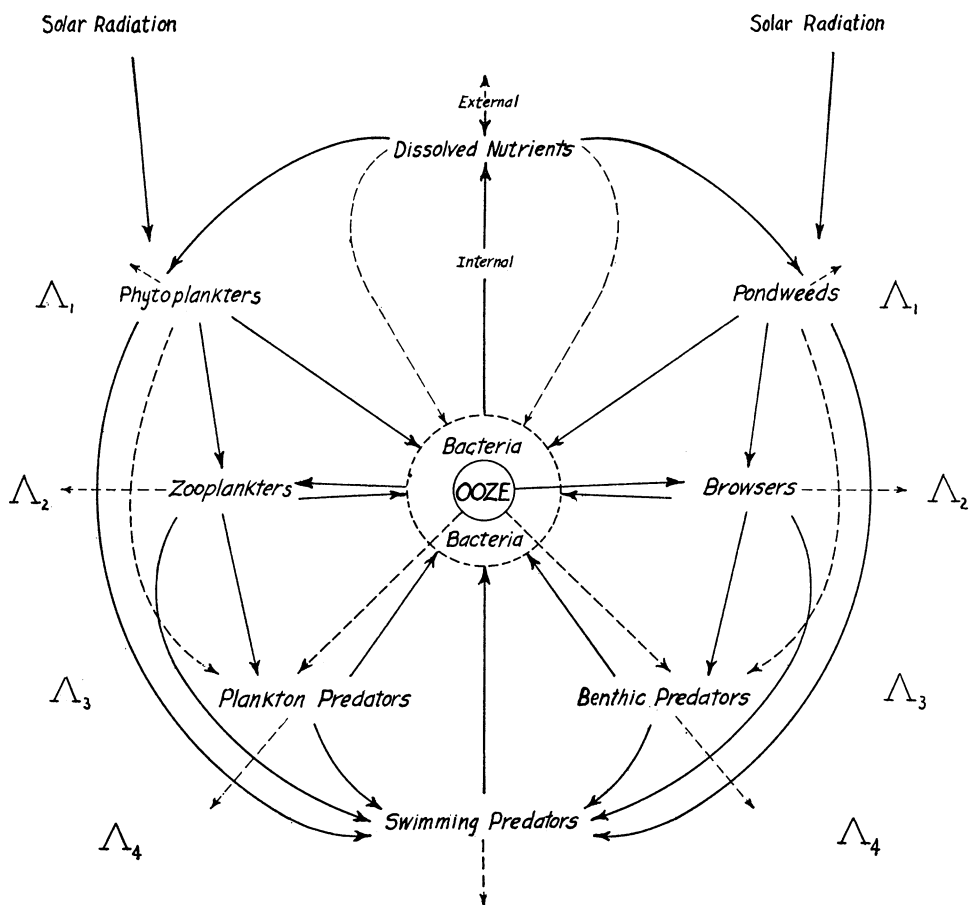 Solar Radiation
Solar Radiation
External
Dissolved Nutrients
Internal
Λ₁
Phytoplankters
Pondweeds
Λ₁
Bacteria
Λ₂
Zooplankters
OOZE
Browsers
Λ₂
Bacteria
Λ₃
Plankton Predators
Benthic Predators
Λ₃
Λ₄
Swimming Predators
Λ₄